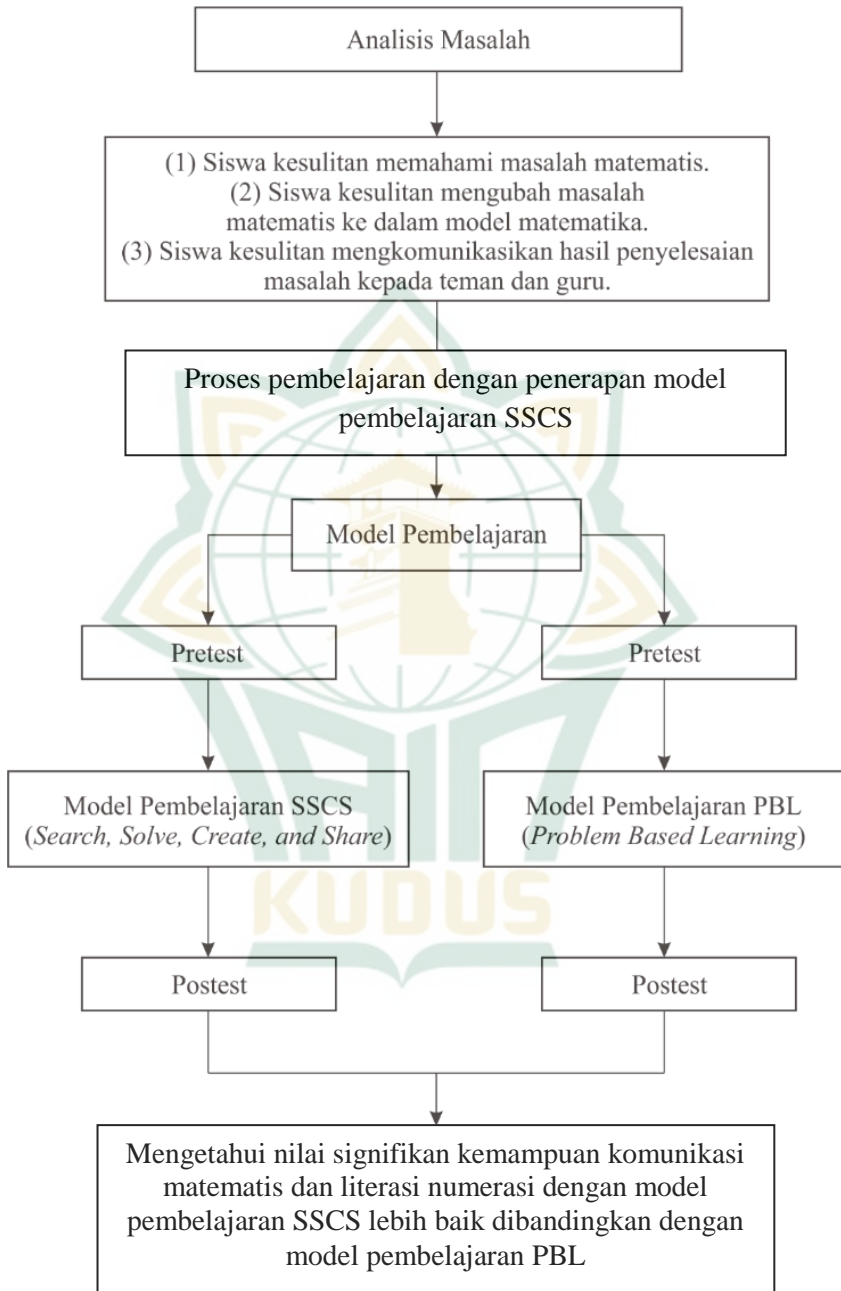 Analisis Masalah
(1) Siswa kesulitan memahami masalah matematis.
(2) Siswa kesulitan mengubah masalah
matematis ke dalam model matematika.
(3) Siswa kesulitan mengkomunikasikan hasil penyelesaian
masalah kepada teman dan guru.
Proses pembelajaran dengan penerapan model
pembelajaran SSCS
Model Pembelajaran
Pretest
Pretest
Model Pembelajaran SSCS
(Search, Solve, Create, and Share)
Model Pembelajaran PBL
(Problem Based Learning)
IAIN
KUDUS
Postest
Postest
Mengetahui nilai signifikan kemampuan komunikasi
matematis dan literasi numerasi dengan model
pembelajaran SSCS lebih baik dibandingkan dengan
model pembelajaran PBL